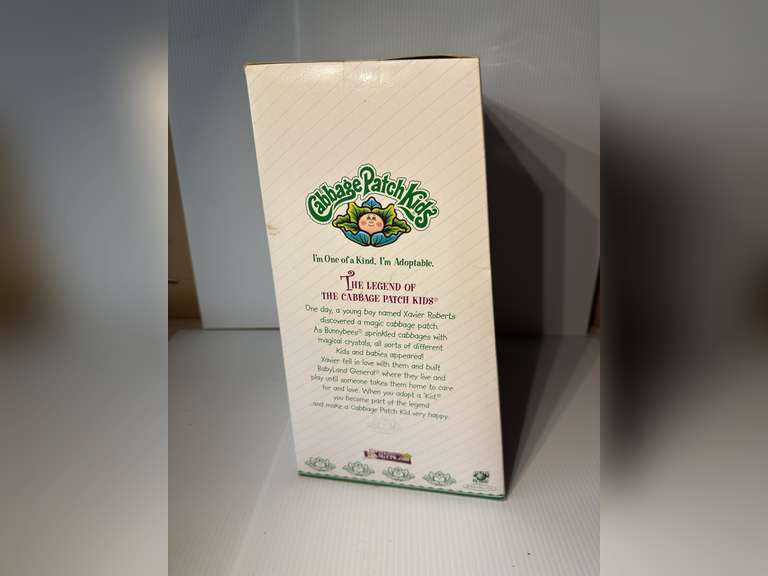 Cabbage Patch Kids
I'm One of a Kind. I'm Adoptable.
THE LEGEND OF
THE CABBAGE PATCH KIDS®
One day, a young boy named Xavier Roberts
discovered a magic cabbage patch.
As Bunnybees® sprinkled cabbages with
magical crystals, all sorts of different
Kids and babies appeared!
Xavier fell in love with them and built
BabyLand General® where they live and
play until someone takes them home to care
for and love. When you adopt a 'Kid,®
you become part of the legend
and make a Cabbage Patch Kid very happy.